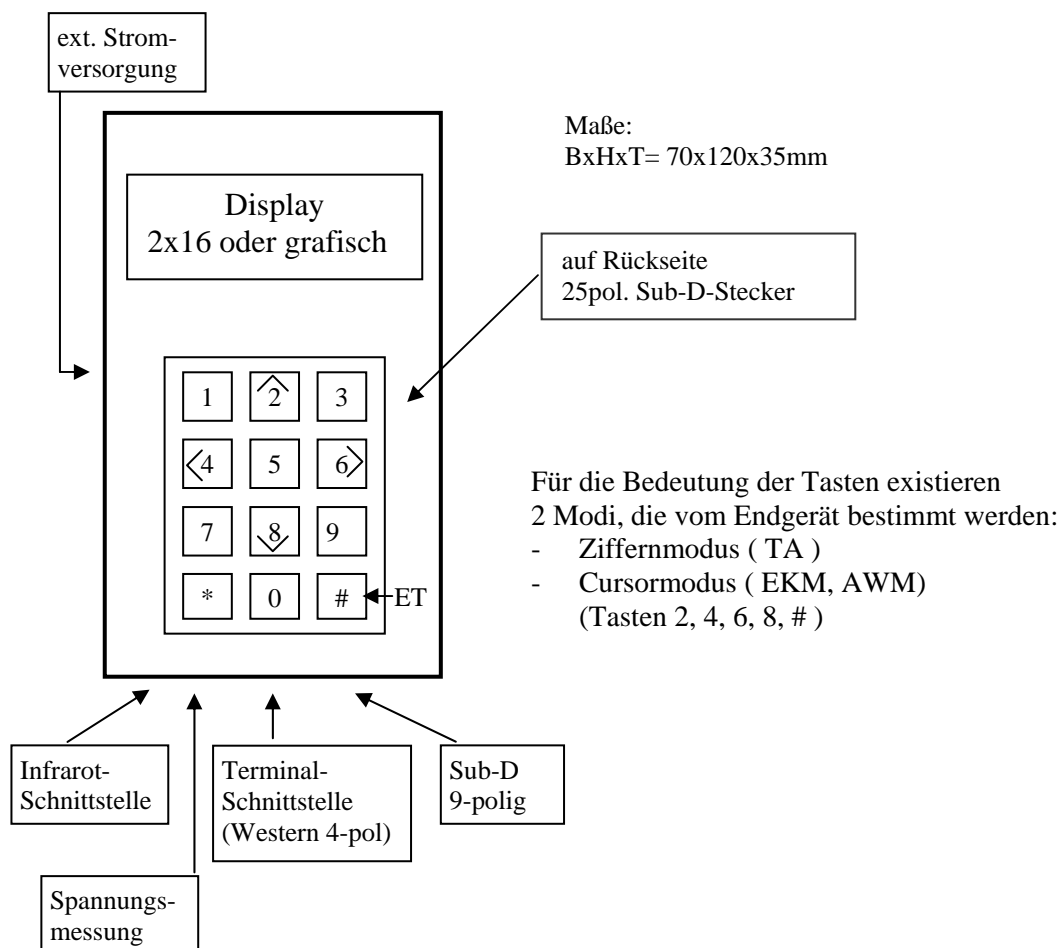 ext. Strom-
versorgung
Maße:
BxHxT= 70x120x35mm
Display
2x16 oder grafisch
auf Rückseite
25pol. Sub-D-Stecker
1 2 3
4 5 6
7 8 9
* 0 # ET
Für die Bedeutung der Tasten existieren
2 Modi, die vom Endgerät bestimmt werden:
- Ziffernmodus ( TA )
- Cursormodus ( EKM, AWM)
(Tasten 2, 4, 6, 8, # )
Infrarot-
Schnittstelle
Terminal-
Schnittstelle
(Western 4-pol)
Sub-D
9-polig
Spannungs-
messung